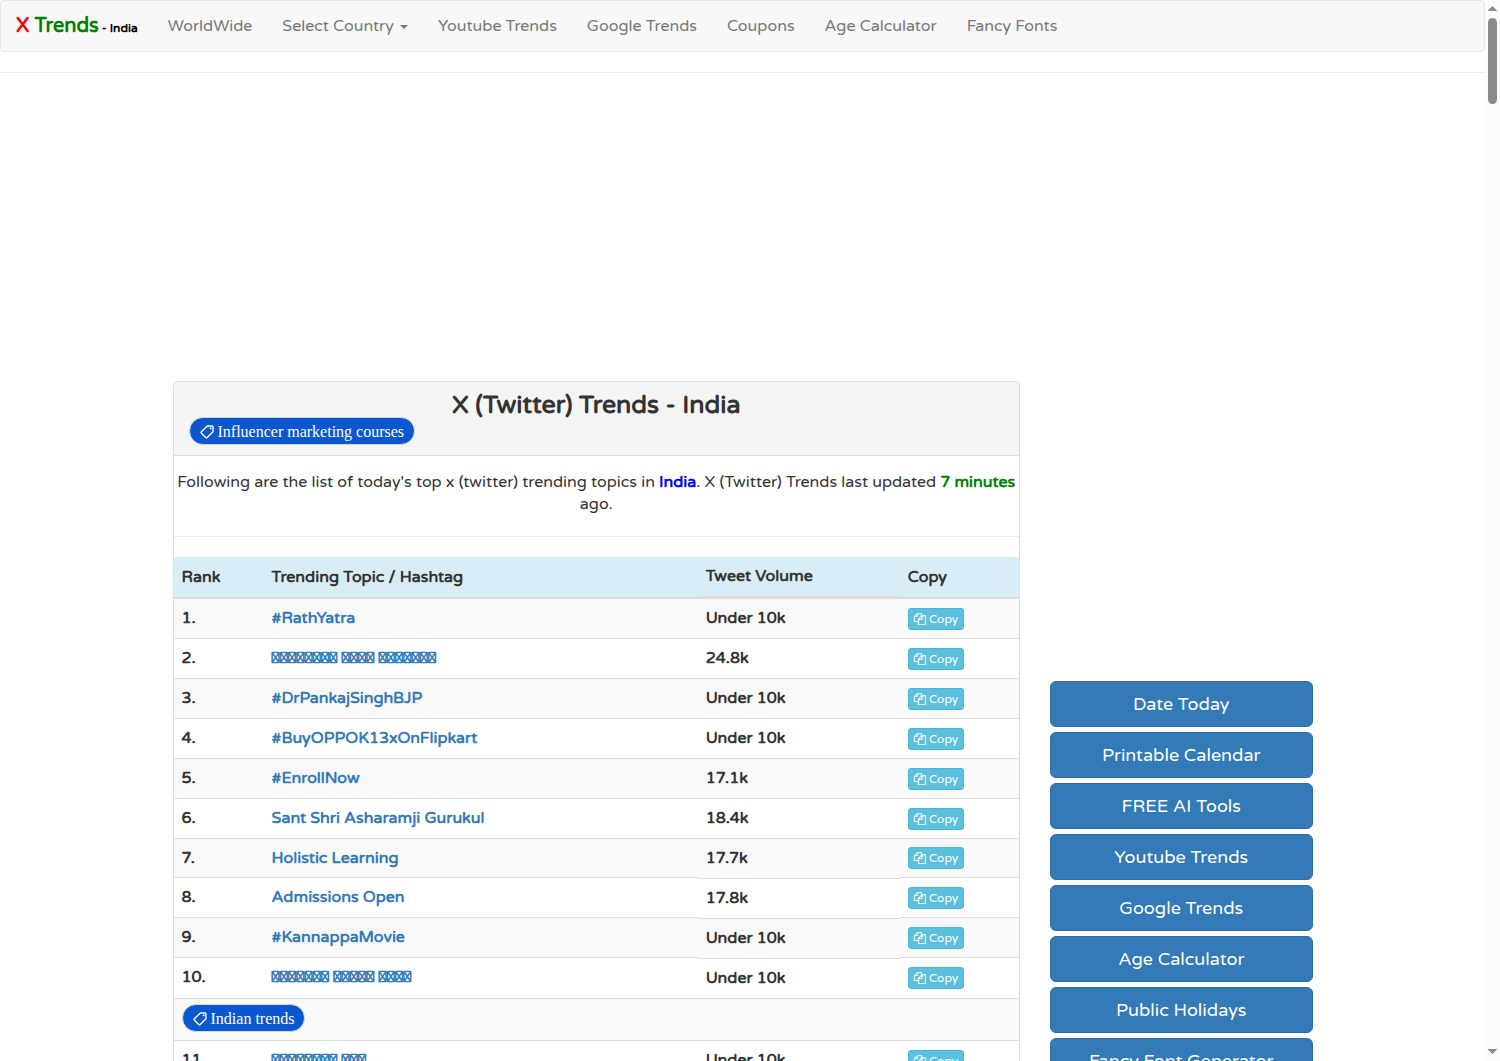 X Trends - India WorldWide Select Country Youtube Trends Google Trends Coupons Age Calculator Fancy Fonts
X (Twitter) Trends - India
Influencer marketing courses
Following are the list of today's top x (twitter) trending topics in India. X (Twitter) Trends last updated 7 minutes
ago.
Rank Trending Topic / Hashtag Tweet Volume Copy
1. #RathYatra Under 10k Copy
2. 24.8k Copy
3. #DrPankajSinghBJP Under 10k Copy
4. #BuyOPPOK13xOnFlipkart Under 10k Copy
5. #EnrollNow 17.1k Copy
6. Sant Shri Asharamji Gurukul 18.4k Copy
7. Holistic Learning 17.7k Copy
8. Admissions Open 17.8k Copy
9. #KannappaMovie Under 10k Copy
10. Under 10k Copy
Indian trends
11. Under 10k Copy
Date Today
Printable Calendar
FREE AI Tools
Youtube Trends
Google Trends
Age Calculator
Public Holidays
Fancy Font Generator